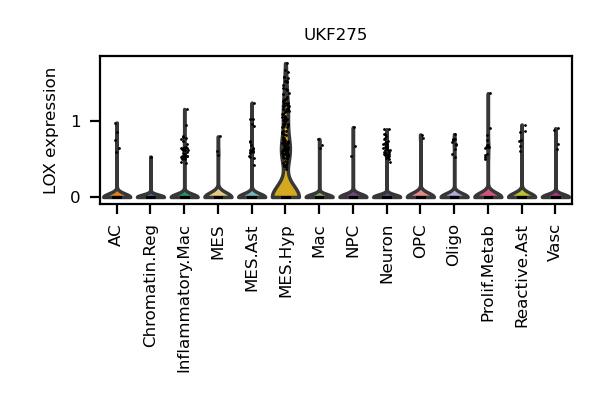 UKF275
LOX expression
1
0
AC
Chromatin.Reg
Inflammatory.Mac
MES
MES.Ast
MES.Hyp
Mac
NPC
Neuron
OPC
Oligo
Prolif.Metab
Reactive.Ast
Vasc